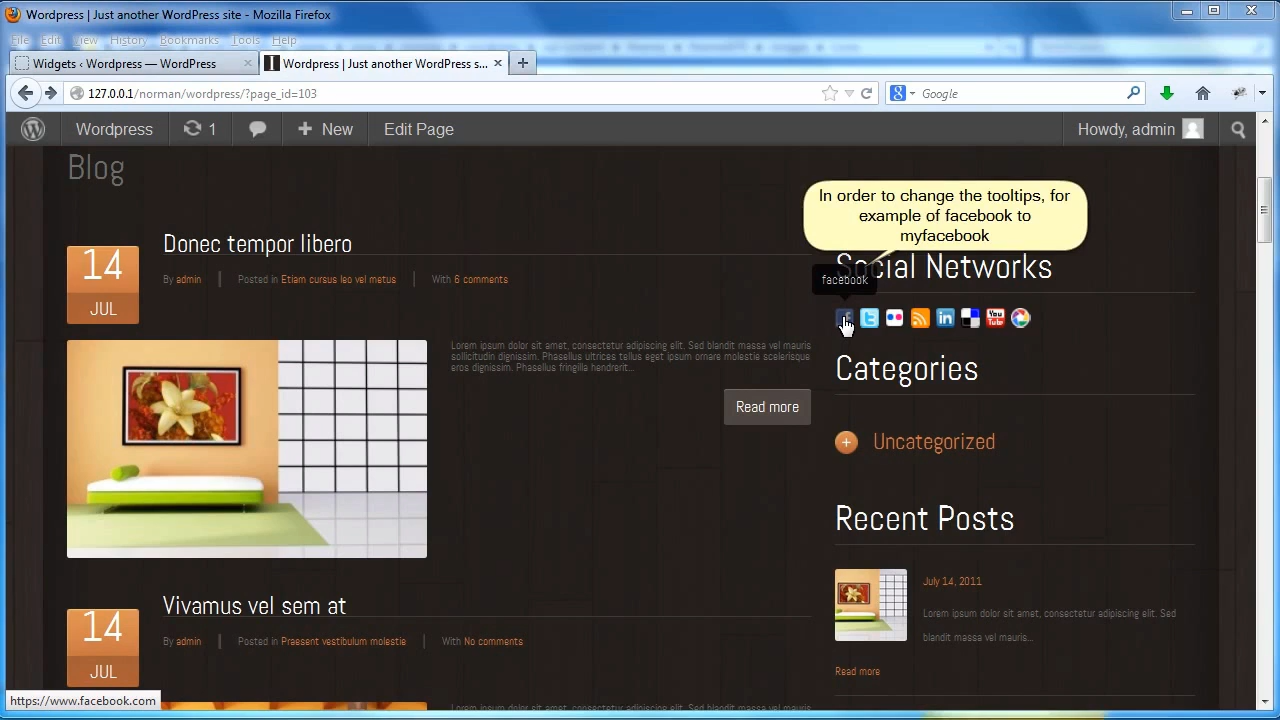 Wordpress | Just another WordPress site - Mozilla Firefox
File Edit View History Bookmarks Tools Help
Widgets ‹ Wordpress — WordPress
Wordpress | Just another WordPress s...
127.0.0.1/norman/wordpress/?page_id=103
Google
Wordpress 1 New Edit Page Howdy, admin
Blog
In order to change the tooltips, for
example of facebook to
myfacebook
Donec tempor libero
14
JUL
By admin Posted in Etiam cursus leo vel metus With 6 comments
Lorem ipsum dolor sit amet, consectetur adipiscing elit. Sed blandit massa vel mauris
sollicitudin dignissim. Phasellus ultrices tellus eget ipsum ornare molestie scelerisque
eros dignissim. Phasellus fringilla hendrerit...
Read more
Vivamus vel sem at
14
JUL
By admin Posted in Praesent vestibulum molestie With No comments
Social Networks
facebook
You
Tube
Categories
Uncategorized
Recent Posts
July 14, 2011
Lorem ipsum dolor sit amet, consectetur adipiscing elit. Sed
blandit massa vel mauris...
Read more
https://www.facebook.com